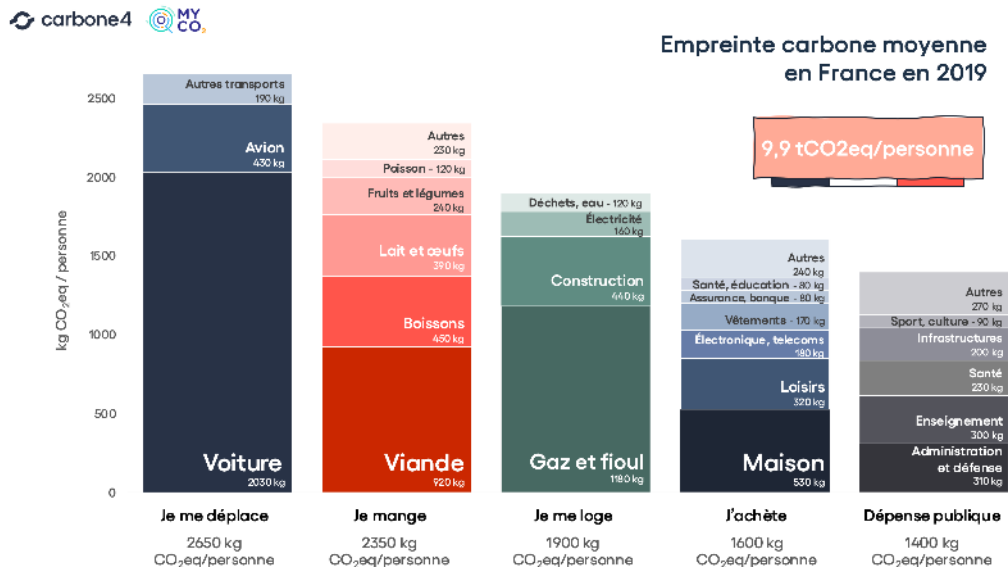 carbone4
MY
CO₂
Empreinte carbone moyenne
en France en 2019
9,9 tCO2eq/personne
kg CO₂eq / personne
2500
2000
1500
1000
500
0
Autres transports
190 kg
Avion
430 kg
Voiture
2030 kg
Je me déplace
2650 kg
CO₂eq/personne
Autres
230 kg
Poisson - 120 kg
Fruits et légumes
240 kg
Lait et œufs
390 kg
Boissons
450 kg
Viande
920 kg
Je mange
2350 kg
CO₂eq/personne
Déchets, eau - 120 kg
Électricité
160 kg
Construction
440 kg
Gaz et fioul
1180 kg
Je me loge
1900 kg
CO₂eq/personne
Autres
240 kg
Santé, éducation - 80 kg
Assurance, banque - 80 kg
Vêtements - 170 kg
Électronique, telecoms
180 kg
Loisirs
320 kg
Maison
530 kg
J'achète
1600 kg
CO₂eq/personne
Autres
270 kg
Sport, culture - 90 kg
Infrastructures
200 kg
Santé
230 kg
Enseignement
300 kg
Administration
et défense
310 kg
Dépense publique
1400 kg
CO₂eq/personne